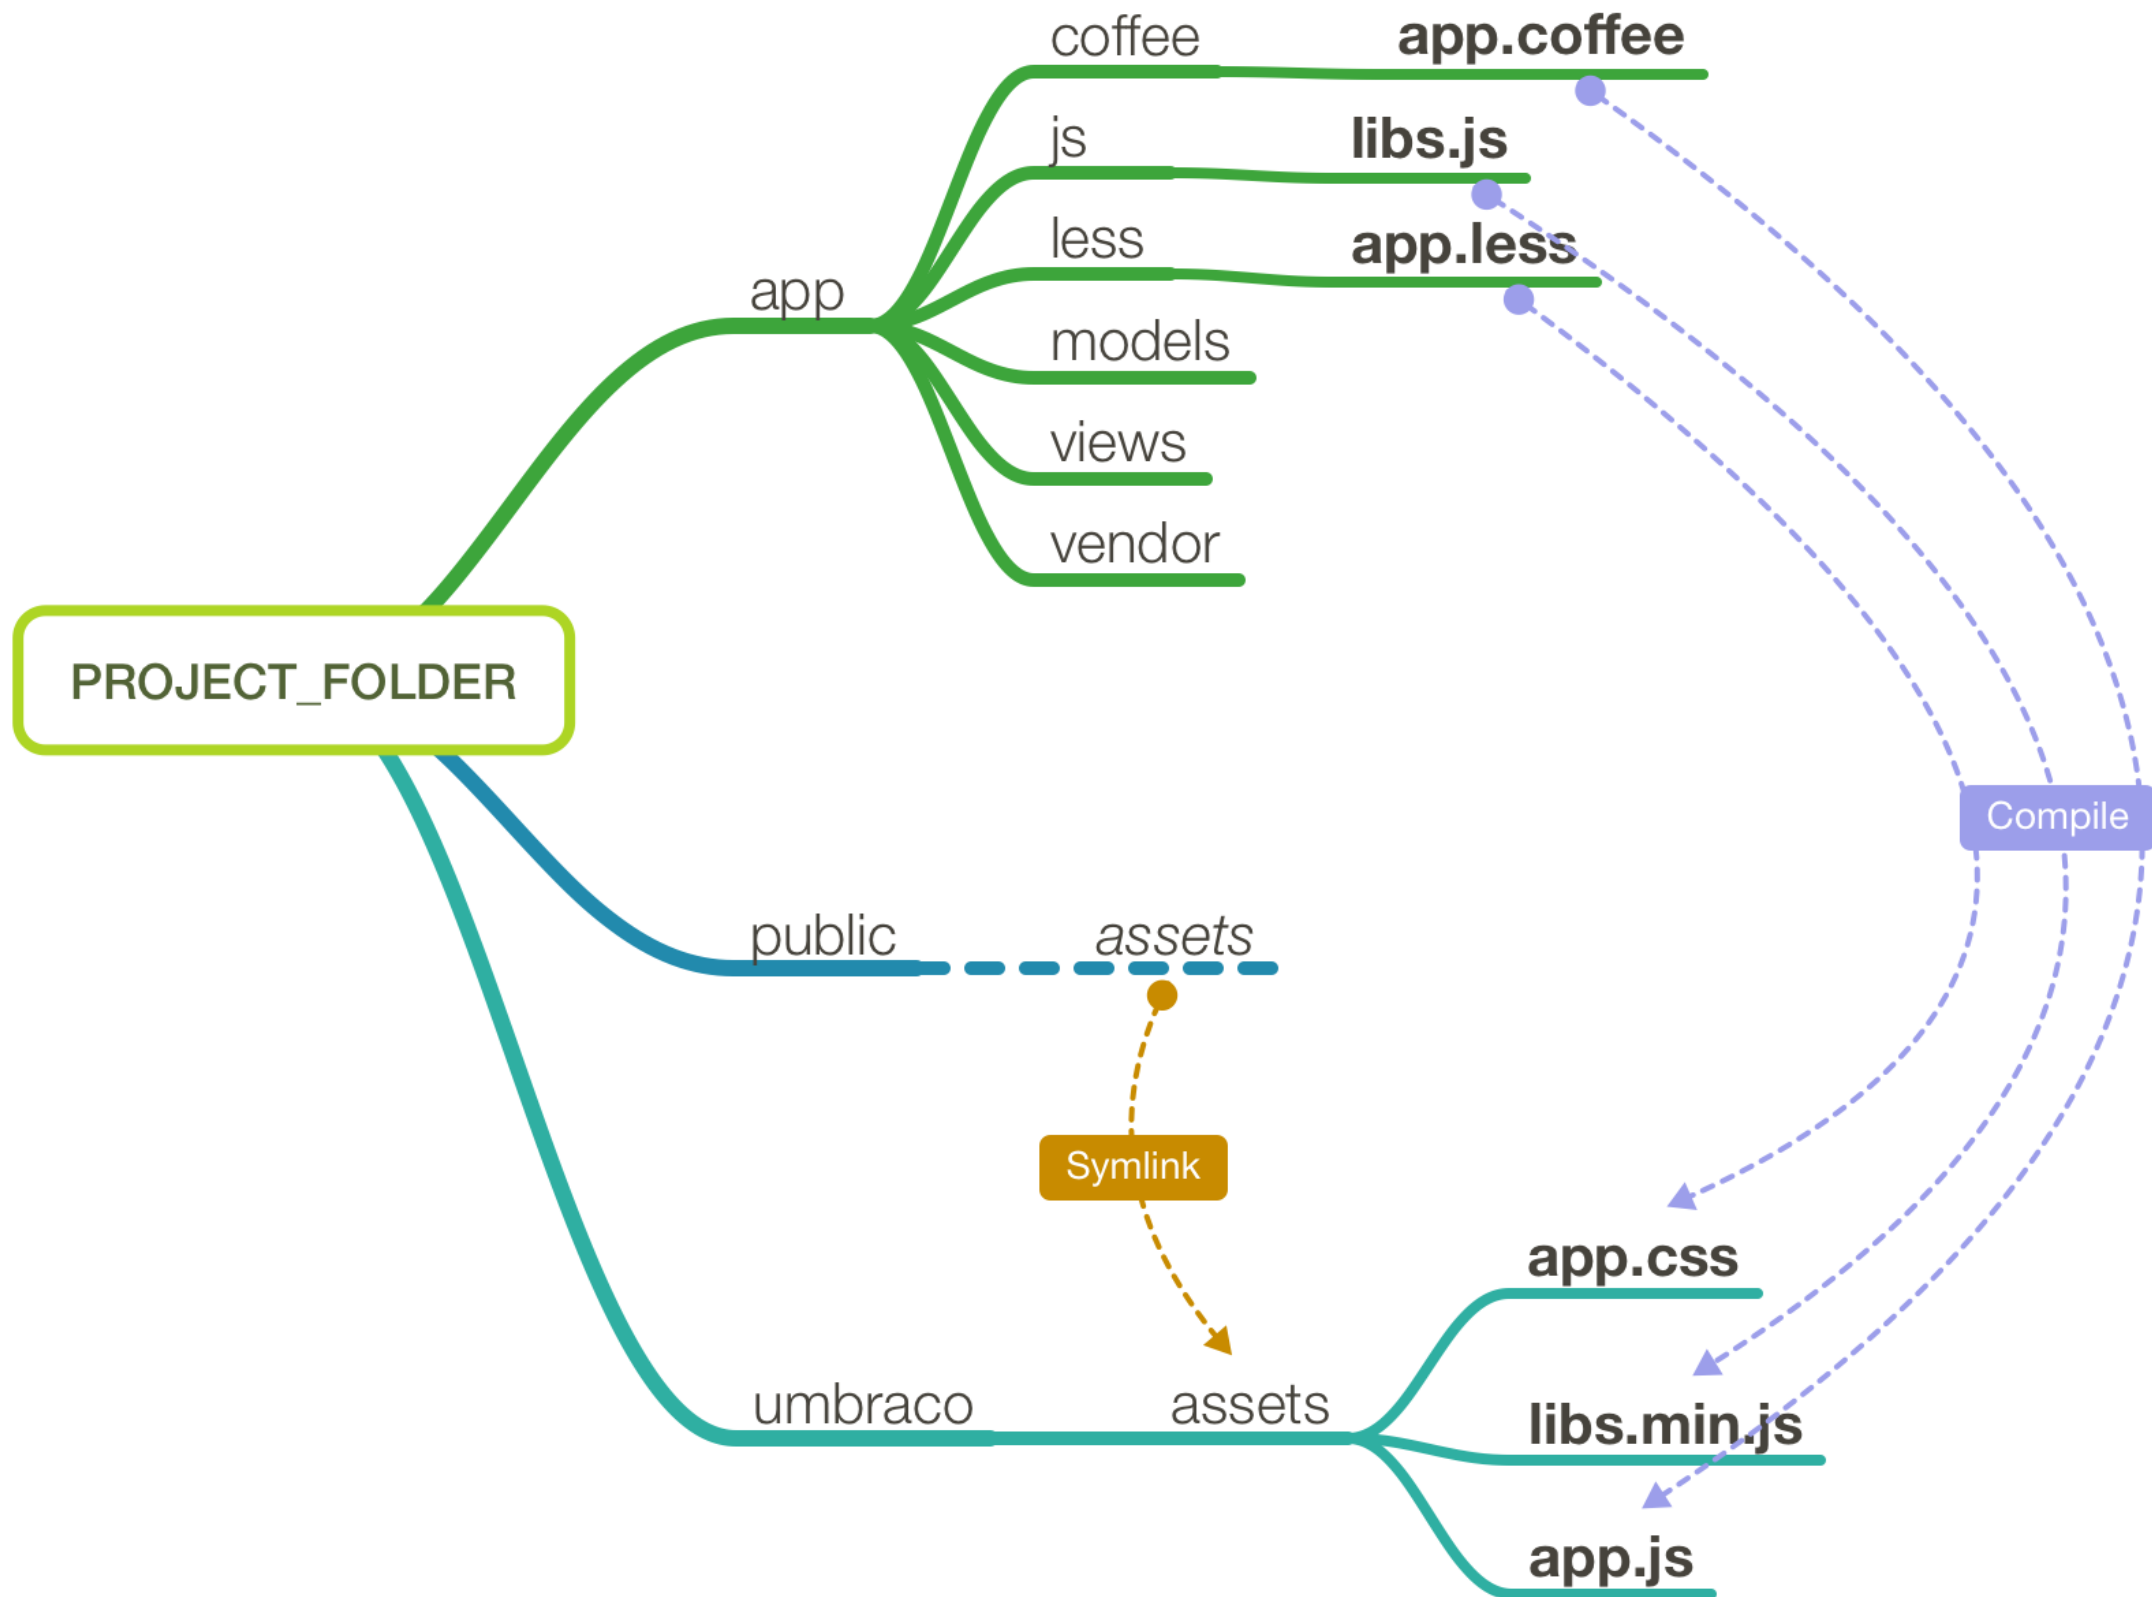 coffee
app.coffee
js
libs.js
less
app.less
app
models
views
vendor
PROJECT_FOLDER
Compile
public
assets
Symlink
app.css
umbraco
assets
libs.min.js
app.js